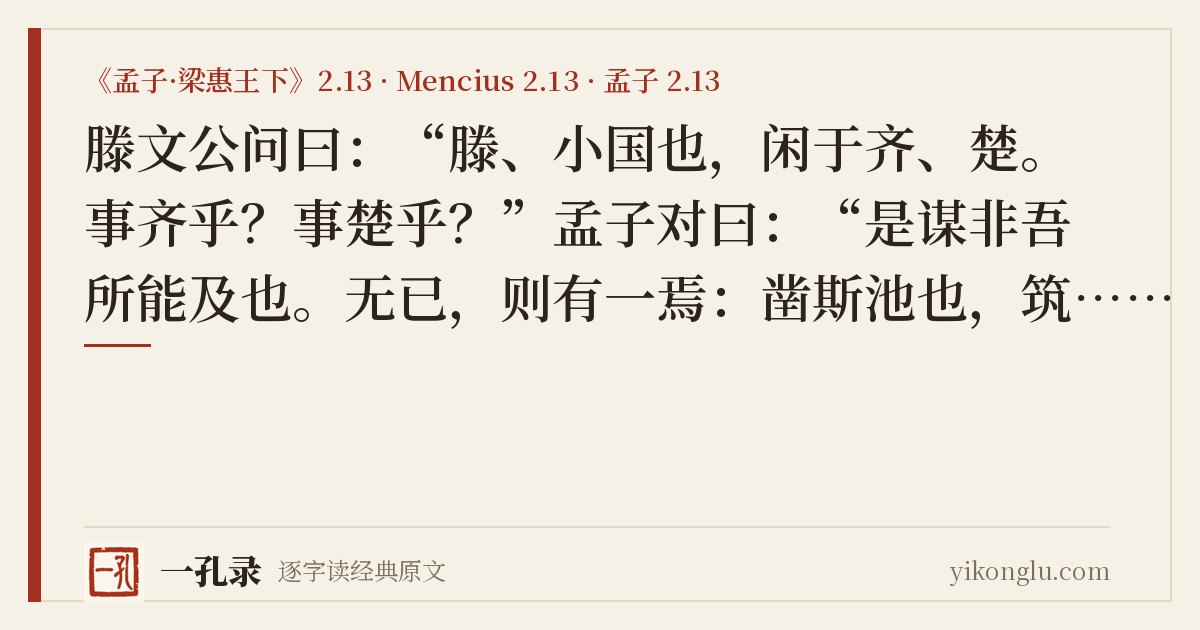 《孟子·梁惠王下》2.13 · Mencius 2.13 · 孟子 2.13
滕文公问曰：“滕、小国也，闲于齐、楚。
事齐乎？事楚乎？”孟子对曰：“是谋非吾
所能及也。无已，则有一焉：凿斯池也，筑……
一孔
一孔录 逐字读经典原文 yikonglu.com